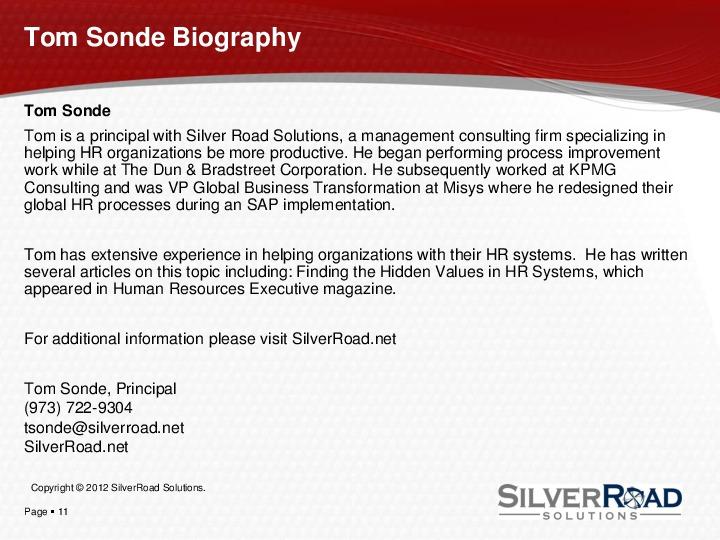 Tom Sonde Biography
Tom Sonde
Tom is a principal with Silver Road Solutions, a management consulting firm specializing in
helping HR organizations be more productive. He began performing process improvement
work while at The Dun & Bradstreet Corporation. He subsequently worked at KPMG
Consulting and was VP Global Business Transformation at Misys where he redesigned their
global HR processes during an SAP implementation.
Tom has extensive experience in helping organizations with their HR systems.  He has written
several articles on this topic including: Finding the Hidden Values in HR Systems, which
appeared in Human Resources Executive magazine.
For additional information please visit SilverRoad.net
Tom Sonde, Principal
(973) 722-9304
tsonde@silverroad.net
SilverRoad.net
Copyright © 2012 SilverRoad Solutions.
Page ▪ 11
SILVERROAD
SOLUTIONS